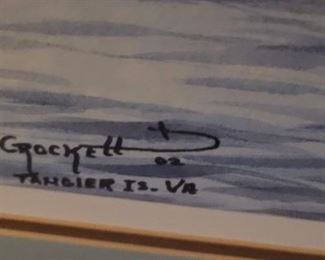 Crockett
02
TANGIER IS. VA